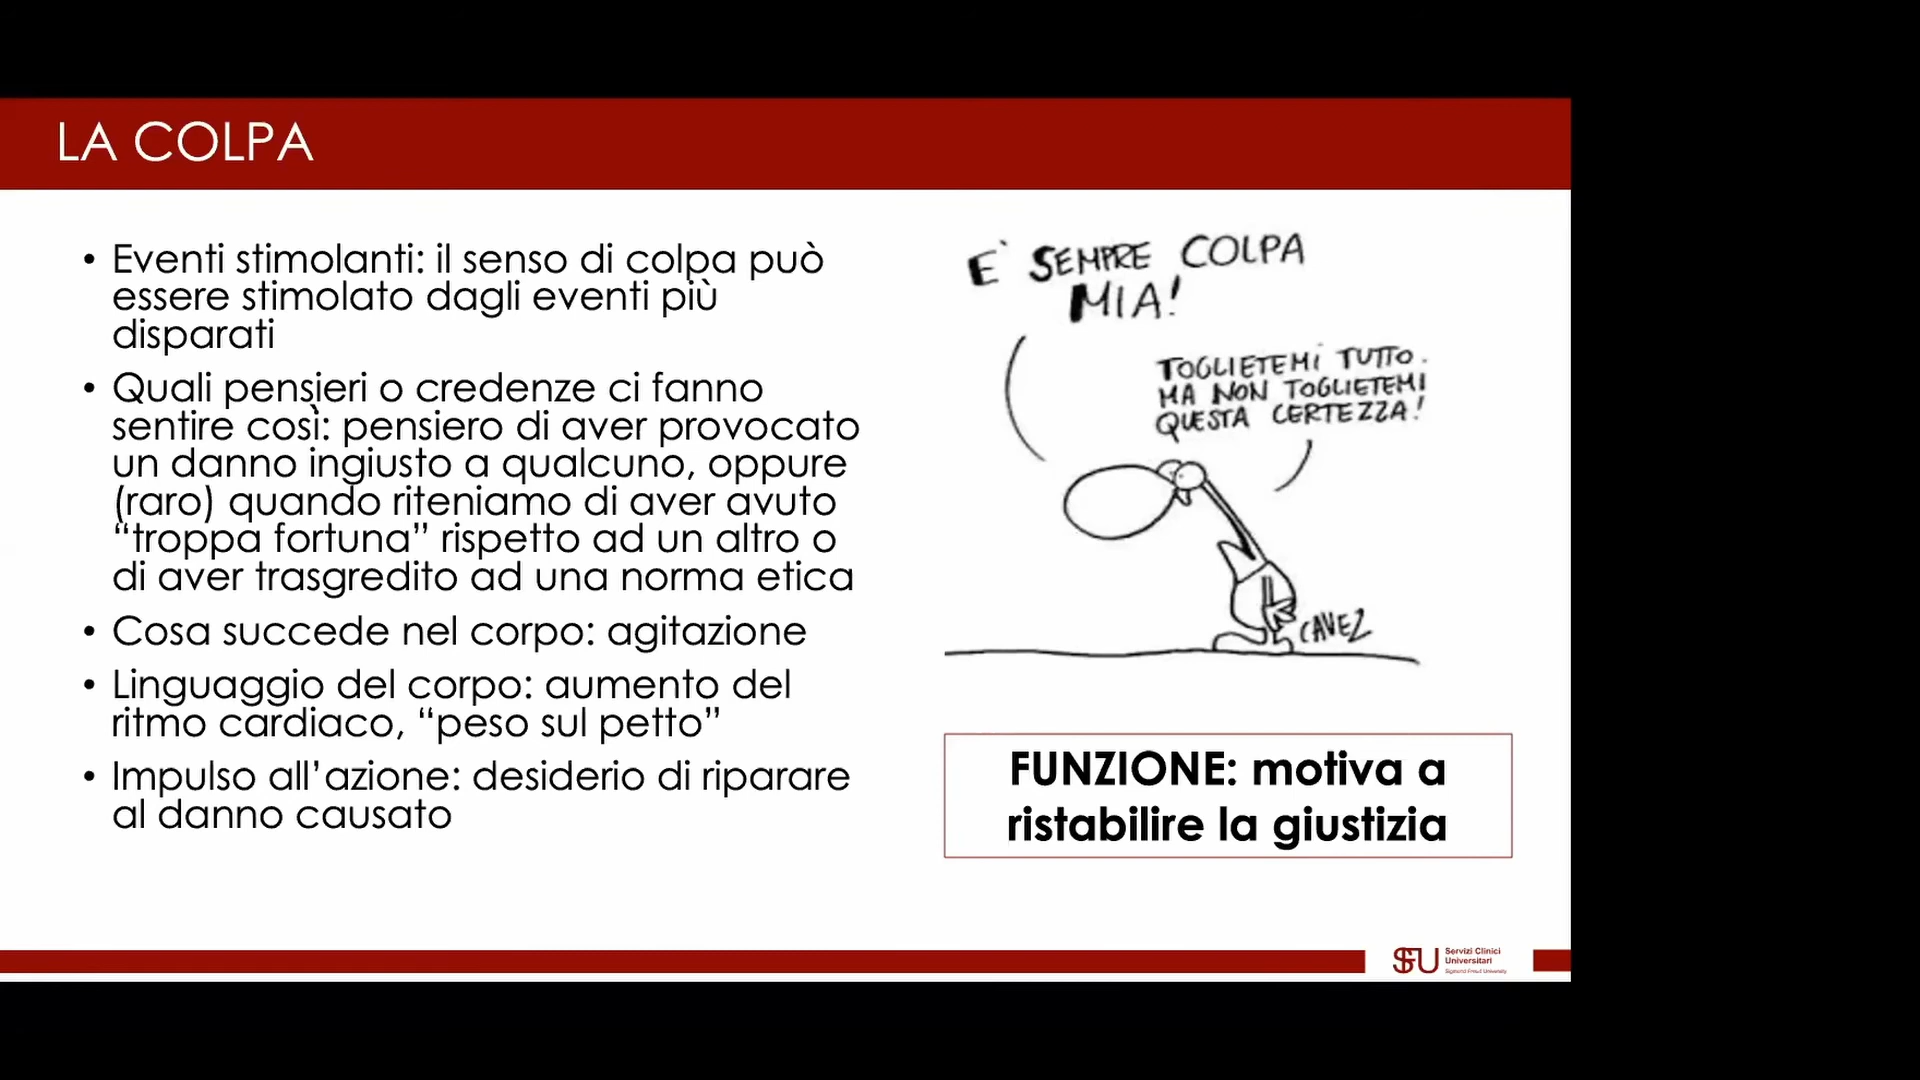 LA COLPA
• Eventi stimolanti: il senso di colpa può
essere stimolato dagli eventi più
disparati
• Quali pensieri o credenze ci fanno
sentire così: pensiero di aver provocato
un danno ingiusto a qualcuno, oppure
(raro) quando riteniamo di aver avuto
“troppa fortuna” rispetto ad un altro o
di aver trasgredito ad una norma etica
• Cosa succede nel corpo: agitazione
• Linguaggio del corpo: aumento del
ritmo cardiaco, “peso sul petto”
• Impulso all’azione: desiderio di riparare
al danno causato
E' SEMPRE COLPA
MIA!
TOGLIETEMI TUTTO.
MA NON TOGLIETEMI
QUESTA CERTEZZA!
CAVEZ
FUNZIONE: motiva a
ristabilire la giustizia
SFU
Servizi Clinici
Universitari
Sigmund Freud University